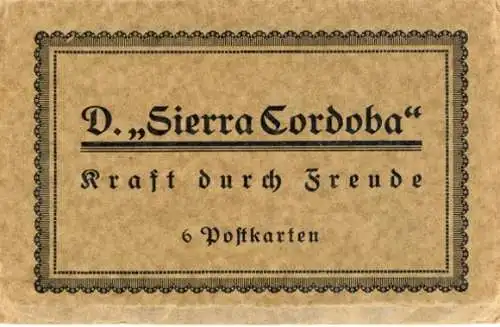 D. „Sierra Cordoba“
Kraft durch Freude
6 Postkarten